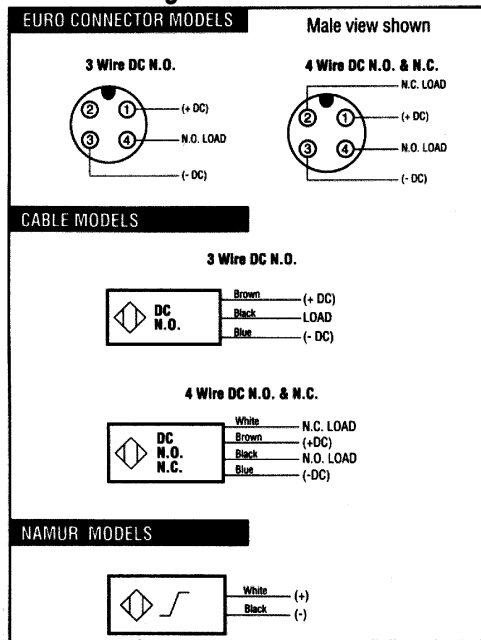 EURO CONNECTOR MODELS
Male view shown
3 Wire DC N.O.
2 1 (+ DC)
3 4 N.O. LOAD
(- DC)
4 Wire DC N.O. & N.C.
N.C. LOAD
2 1 (+ DC)
3 4 N.O. LOAD
(- DC)
CABLE MODELS
3 Wire DC N.O.
DC
N.O.
Brown (+ DC)
Black LOAD
Blue (- DC)
4 Wire DC N.O. & N.C.
DC
N.O.
N.C.
White N.C. LOAD
Brown (+DC)
Black N.O. LOAD
Blue (-DC)
NAMUR MODELS
White (+)
Black (-)